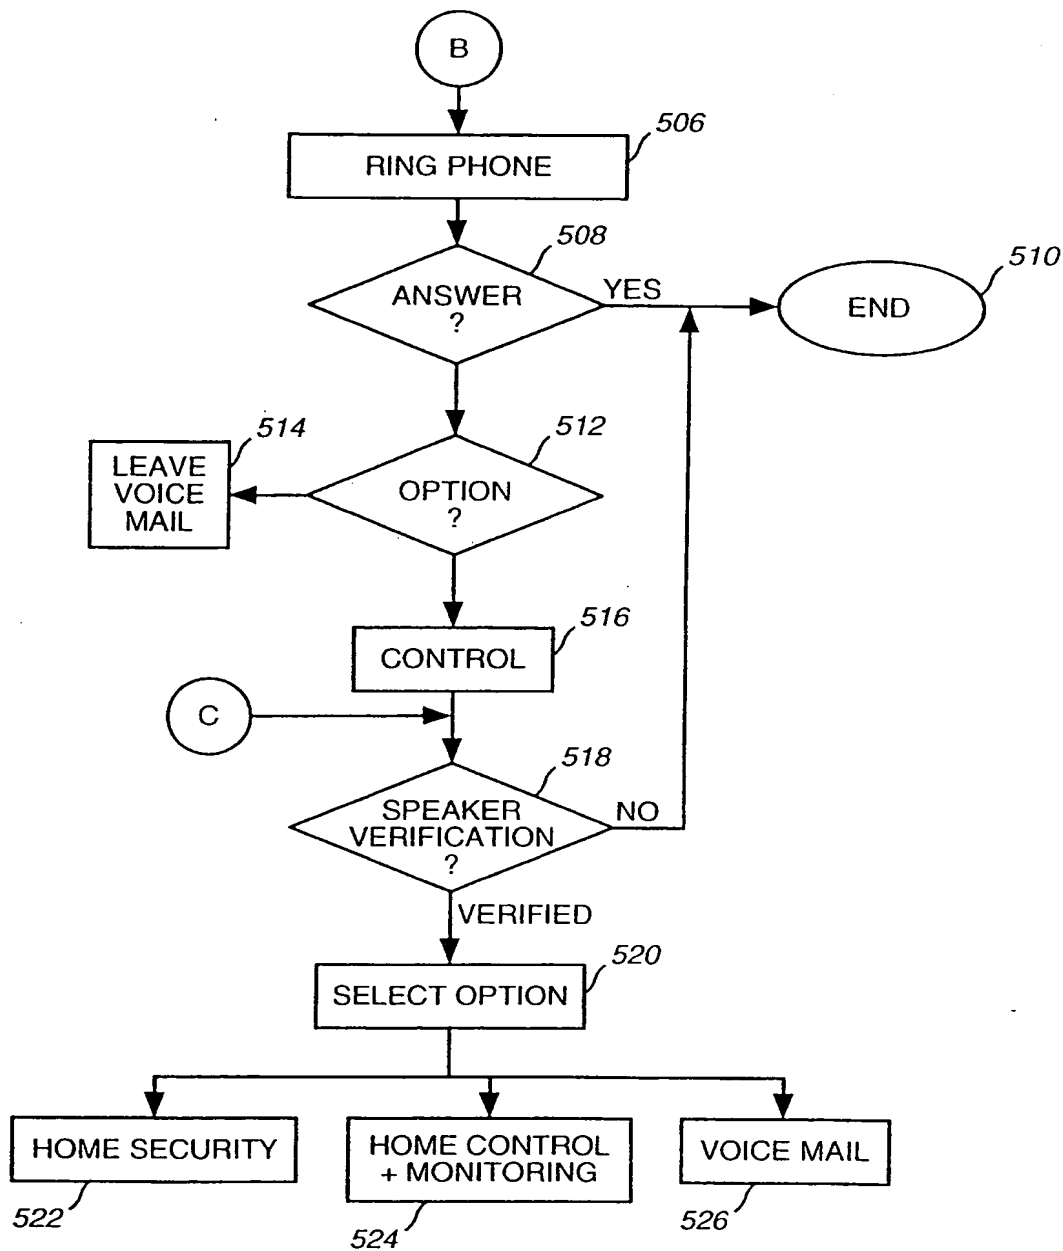 B
506
RING PHONE
508
ANSWER
?
YES
510
END
514
LEAVE
VOICE
MAIL
512
OPTION
?
516
CONTROL
C
518
SPEAKER
VERIFICATION
?
NO
VERIFIED
520
SELECT OPTION
HOME SECURITY
522
HOME CONTROL
+ MONITORING
524
VOICE MAIL
526